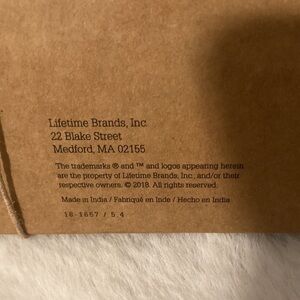 Lifetime Brands, Inc.
22 Blake Street
Medford, MA 02155
The trademarks ® and ™ and logos appearing herein
are the property of Lifetime Brands, Inc., and/or their
respective owners. © 2018. All rights reserved.
Made in India / Fabriqué en Inde / Hecho en India
18-1657 / 5.4